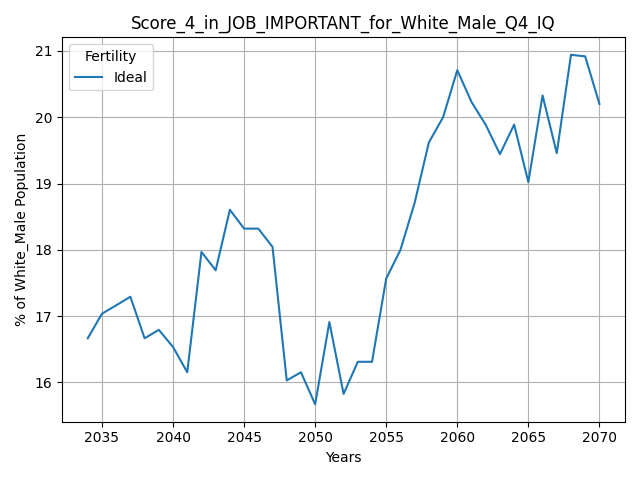 Score_4_in_JOB_IMPORTANT_for_White_Male_Q4_IQ
Fertility
Ideal
% of White_Male Population
21
20
19
18
17
16
2035 2040 2045 2050 2055 2060 2065 2070
Years